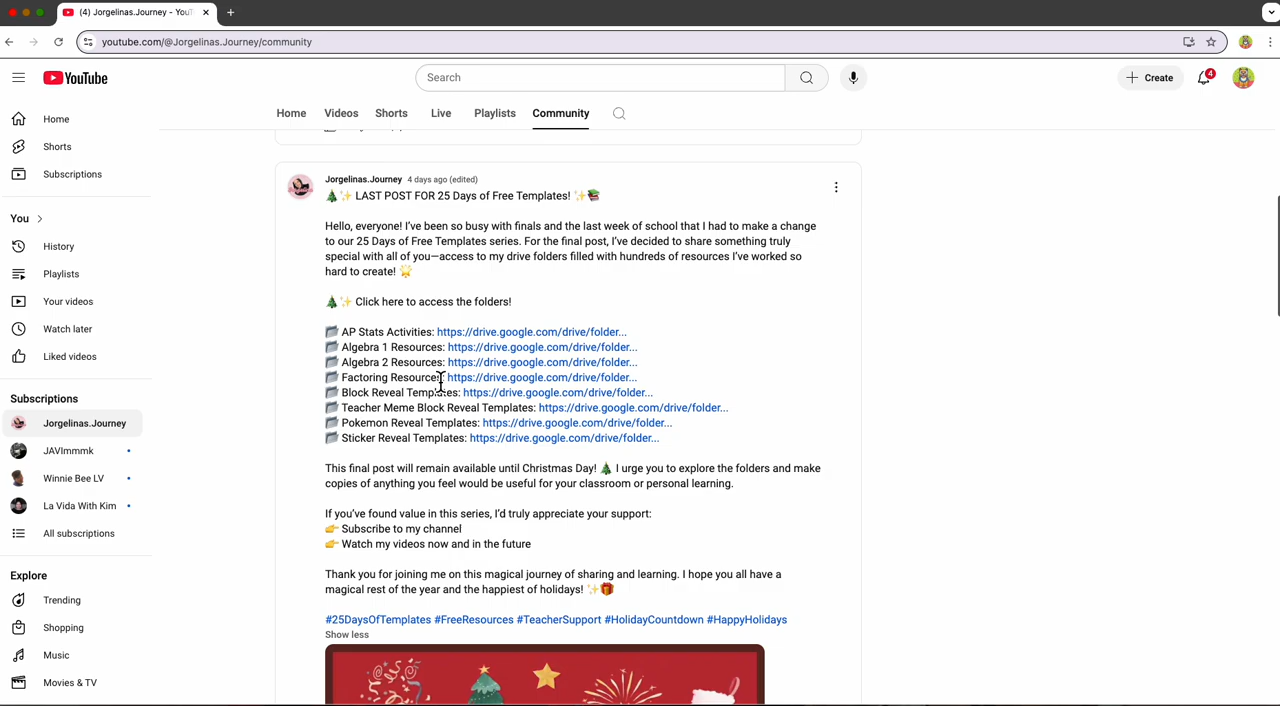 (4) Jorgelinas.Journey - YouT
youtube.com/@Jorgelinas.Journey/community
YouTube
Search
Create
4
Home
Videos
Shorts
Live
Playlists
Community
Home
Shorts
Subscriptions
You
History
Playlists
Your videos
Watch later
Liked videos
Subscriptions
Jorgelinas.Journey
JAVImmmk
Winnie Bee LV
La Vida With Kim
All subscriptions
Explore
Trending
Shopping
Music
Movies & TV
Jorgelinas.Journey 4 days ago (edited)
🎄✨ LAST POST FOR 25 Days of Free Templates! ✨📚
Hello, everyone! I've been so busy with finals and the last week of school that I had to make a change
to our 25 Days of Free Templates series. For the final post, I've decided to share something truly
special with all of you—access to my drive folders filled with hundreds of resources I've worked so
hard to create! 🌟
🎄✨ Click here to access the folders!
📂 AP Stats Activities: https://drive.google.com/drive/folder...
📂 Algebra 1 Resources: https://drive.google.com/drive/folder...
📂 Algebra 2 Resources: https://drive.google.com/drive/folder...
📂 Factoring Resources: https://drive.google.com/drive/folder...
📂 Block Reveal Templates: https://drive.google.com/drive/folder...
📂 Teacher Meme Block Reveal Templates: https://drive.google.com/drive/folder...
📂 Pokemon Reveal Templates: https://drive.google.com/drive/folder...
📂 Sticker Reveal Templates: https://drive.google.com/drive/folder...
This final post will remain available until Christmas Day! 🎄 I urge you to explore the folders and make
copies of anything you feel would be useful for your classroom or personal learning.
If you've found value in this series, I'd truly appreciate your support:
👉 Subscribe to my channel
👉 Watch my videos now and in the future
Thank you for joining me on this magical journey of sharing and learning. I hope you all have a
magical rest of the year and the happiest of holidays! ✨🎁
#25DaysOfTemplates #FreeResources #TeacherSupport #HolidayCountdown #HappyHolidays
Show less